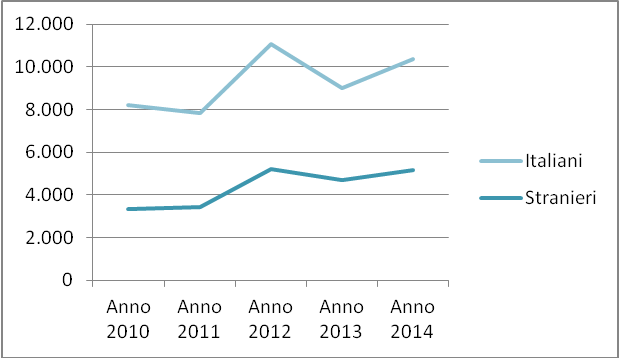 12.000
10.000
8.000
6.000
4.000
2.000
0
Anno 2010
Anno 2011
Anno 2012
Anno 2013
Anno 2014
Italiani
Stranieri